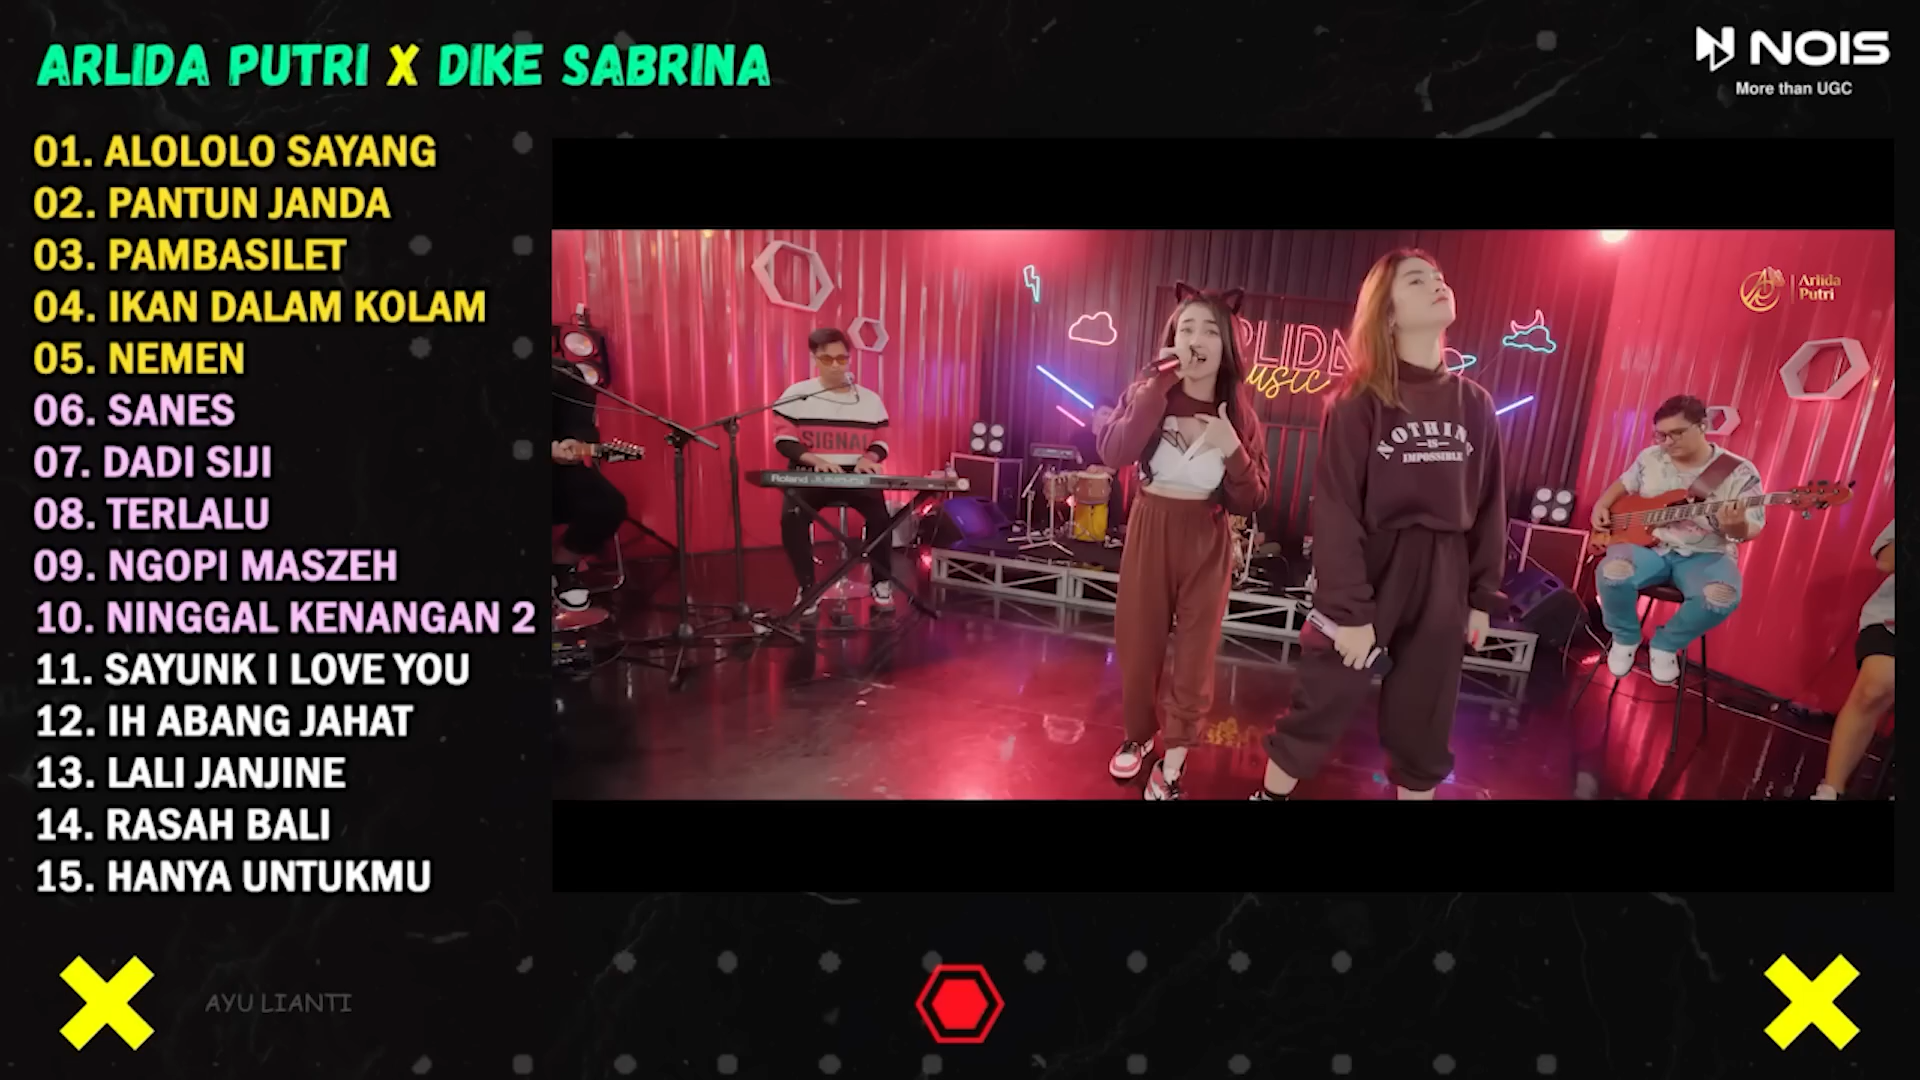 ARLIDA PUTRI X DIKE SABRINA
NOIS
More than UGC
01. ALOLOLO SAYANG
02. PANTUN JANDA
03. PAMBASILET
04. IKAN DALAM KOLAM
05. NEMEN
06. SANES
07. DADI SIJI
08. TERLALU
09. NGOPI MASZEH
10. NINGGAL KENANGAN 2
11. SAYUNK I LOVE YOU
12. IH ABANG JAHAT
13. LALI JANJINE
14. RASAH BALI
15. HANYA UNTUKMU
Arlida
Putri
NOTHING
IS
IMPOSSIBLE
SIGNAL
Roland
AYU LIANTI